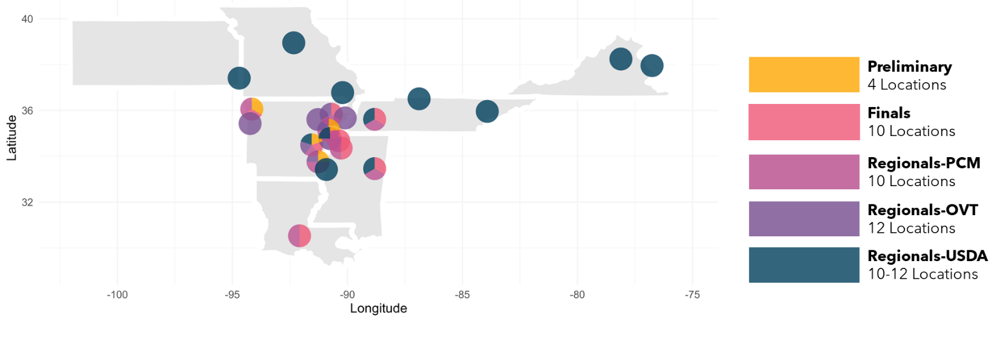 40
36
32
Latitude
-100
-95
-90
-85
-80
-75
Longitude
Preliminary
4 Locations
Finals
10 Locations
Regionals-PCM
10 Locations
Regionals-OVT
12 Locations
Regionals-USDA
10-12 Locations